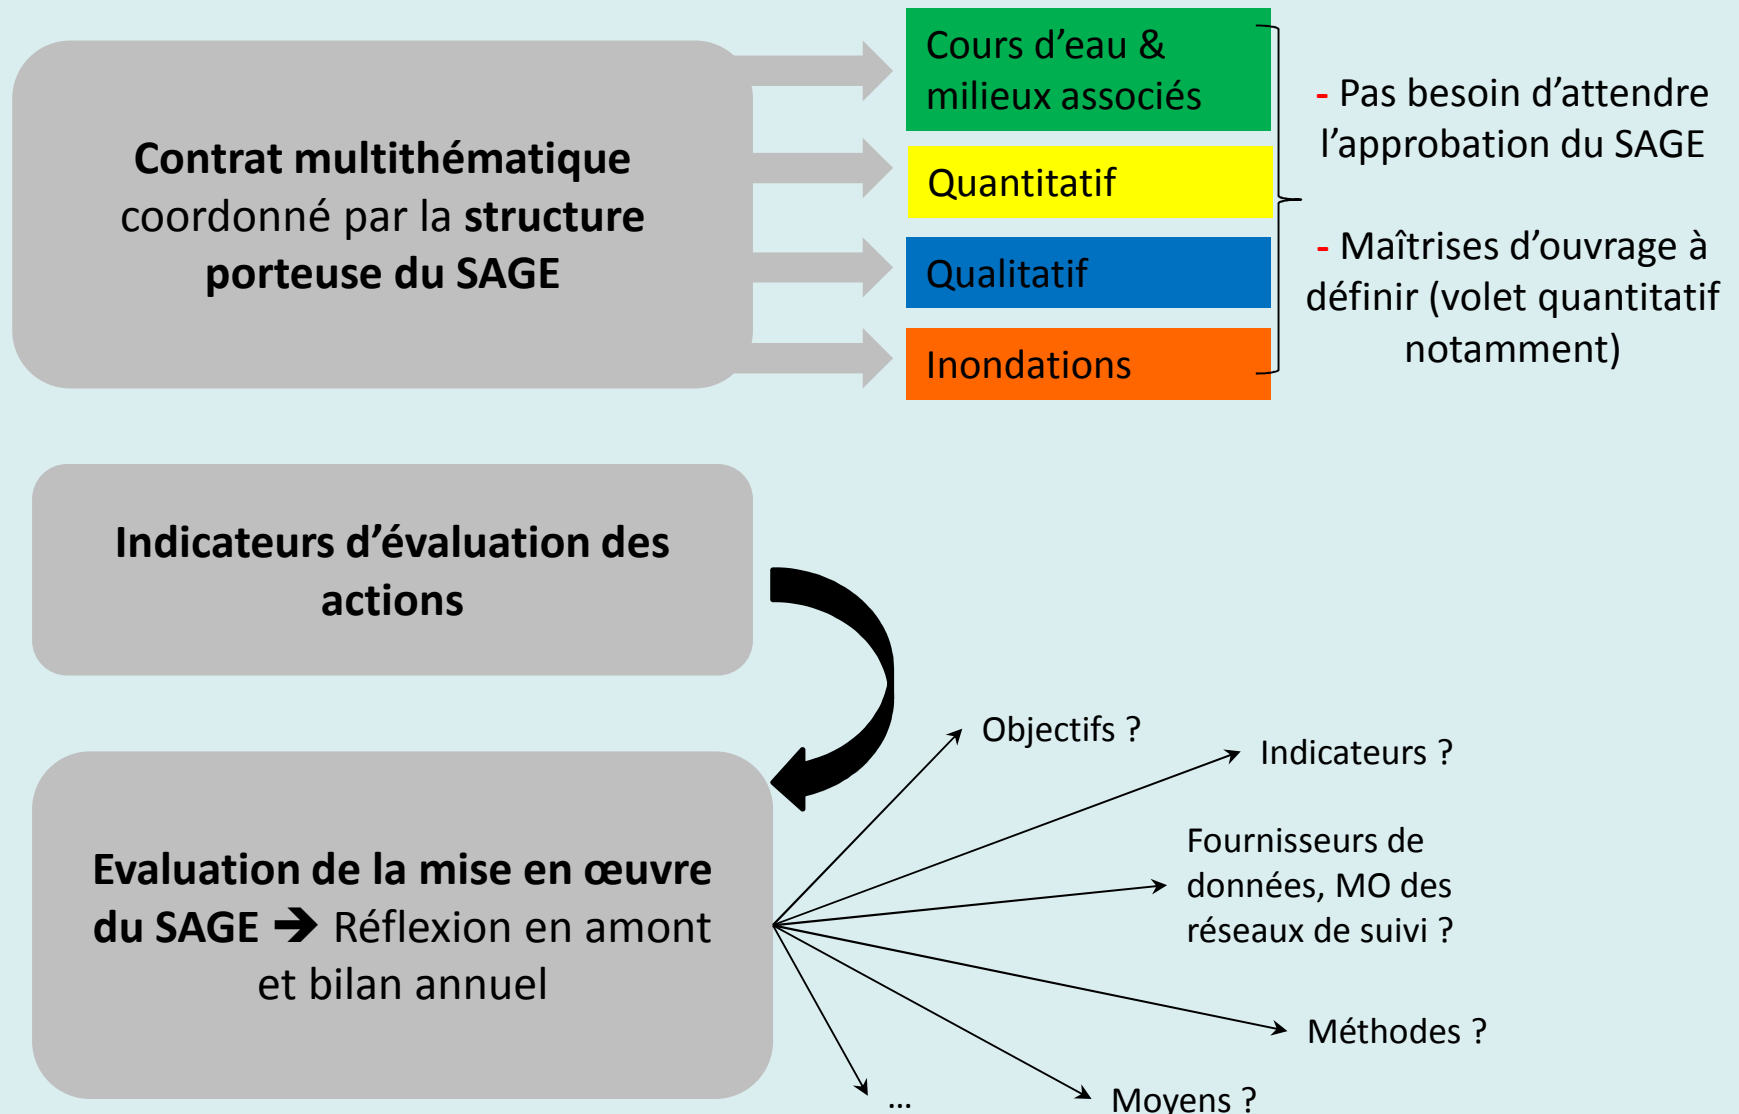 Contrat multithématique
coordonné par la structure
porteuse du SAGE
Cours d’eau &
milieux associés
Quantitatif
Qualitatif
Inondations
- Pas besoin d’attendre
l’approbation du SAGE
- Maîtrises d’ouvrage à
définir (volet quantitatif
notamment)
Indicateurs d’évaluation des
actions
Evaluation de la mise en œuvre
du SAGE ➔ Réflexion en amont
et bilan annuel
Objectifs ?
Indicateurs ?
Fournisseurs de
données, MO des
réseaux de suivi ?
Méthodes ?
Moyens ?
...